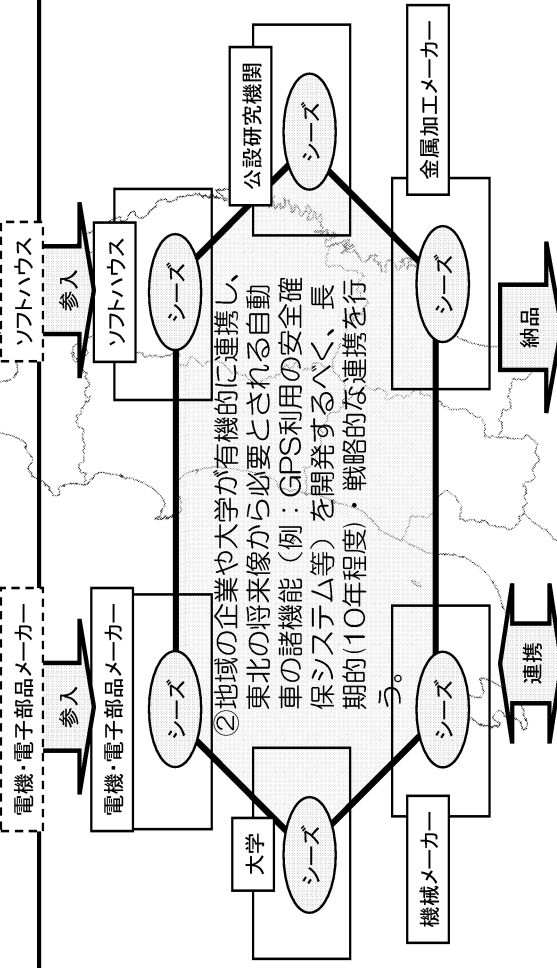 電機・電子部品メーカー
ソフトハウス
参入
参入
電機・電子部品メーカー
ソフトハウス
シーズ
シーズ
大学
公設研究機関
シーズ
シーズ
②地域の企業や大学が有機的に連携し、
東北の将来像から必要とされる自動
車の諸機能（例：GPS利用の安全確
保システム等）を開発するべく、長
期的(10年程度)・戦略的な連携を行
う。
機械メーカー
金属加工メーカー
シーズ
シーズ
連携
納品